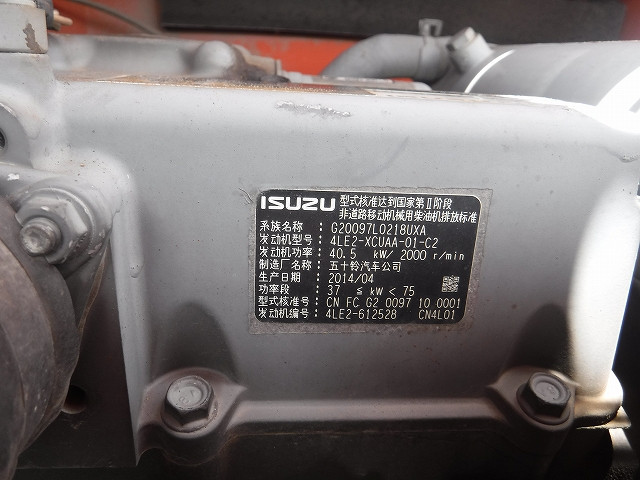 ISUZU 型式核准达到国家第Ⅱ阶段
非道路移动机械用柴油机排放标准
系族名称 : G20097L0218UXA
发动机型号: 4LE2-XCUAA-01-C2
发动机功率: 40.5 kW/ 2000 r/min
制造厂名称: 五十铃汽车公司
生产日期 : 2014/04
功率段 : 37 ≦ kW < 75
型式核准号: CN FC G2 0097 10 0001
发动机编号: 4LE2-612528 CN4L01